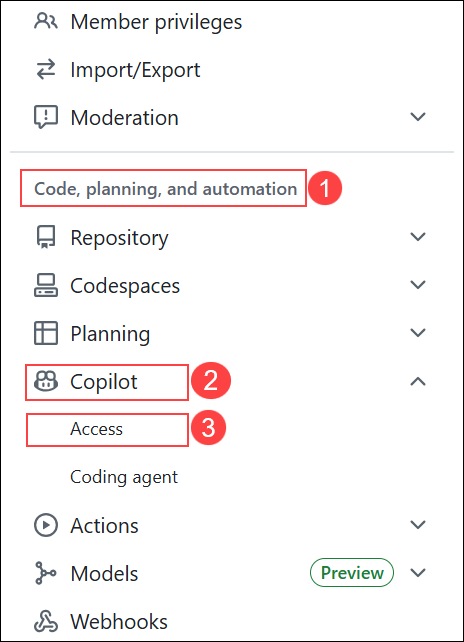 Member privileges
Import/Export
Moderation
Code, planning, and automation 1
Repository
Codespaces
Planning
Copilot 2
Access 3
Coding agent
Actions
Models Preview
Webhooks